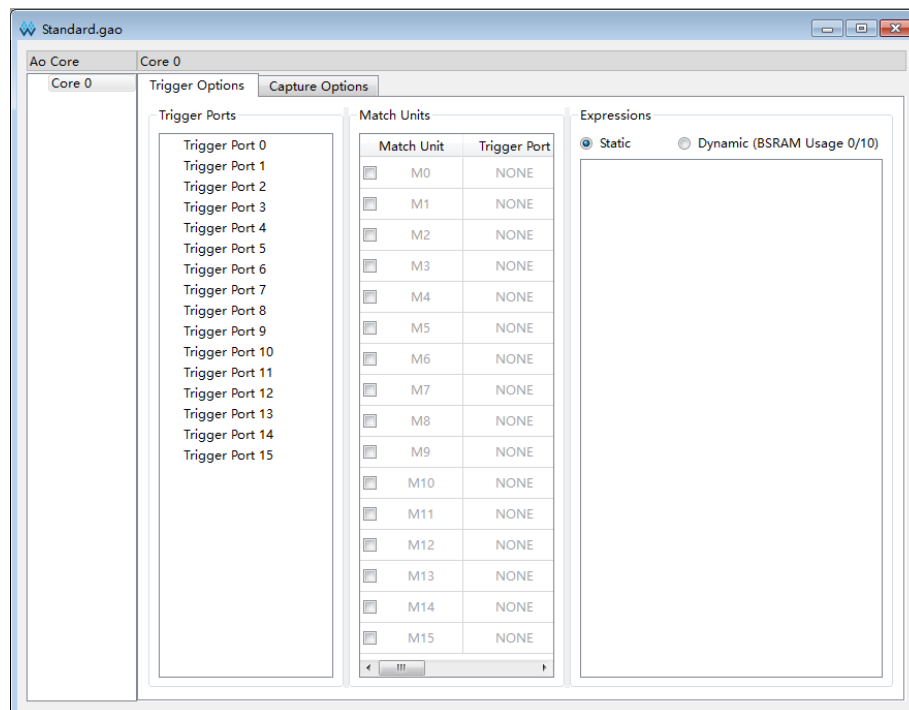 Standard.gao
Ao Core
Core 0
Core 0
Trigger Options
Capture Options
Trigger Ports
Trigger Port 0
Trigger Port 1
Trigger Port 2
Trigger Port 3
Trigger Port 4
Trigger Port 5
Trigger Port 6
Trigger Port 7
Trigger Port 8
Trigger Port 9
Trigger Port 10
Trigger Port 11
Trigger Port 12
Trigger Port 13
Trigger Port 14
Trigger Port 15
Match Units
Match Unit Trigger Port
M0 NONE
M1 NONE
M2 NONE
M3 NONE
M4 NONE
M5 NONE
M6 NONE
M7 NONE
M8 NONE
M9 NONE
M10 NONE
M11 NONE
M12 NONE
M13 NONE
M14 NONE
M15 NONE
Expressions
Static Dynamic (BSRAM Usage 0/10)